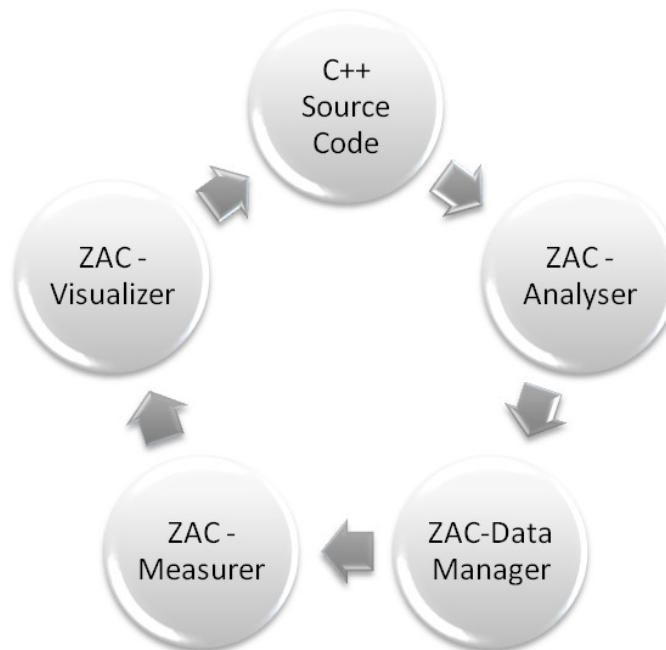 C++
Source
Code
ZAC -
Analyser
ZAC-Data
Manager
ZAC -
Measurer
ZAC -
Visualizer